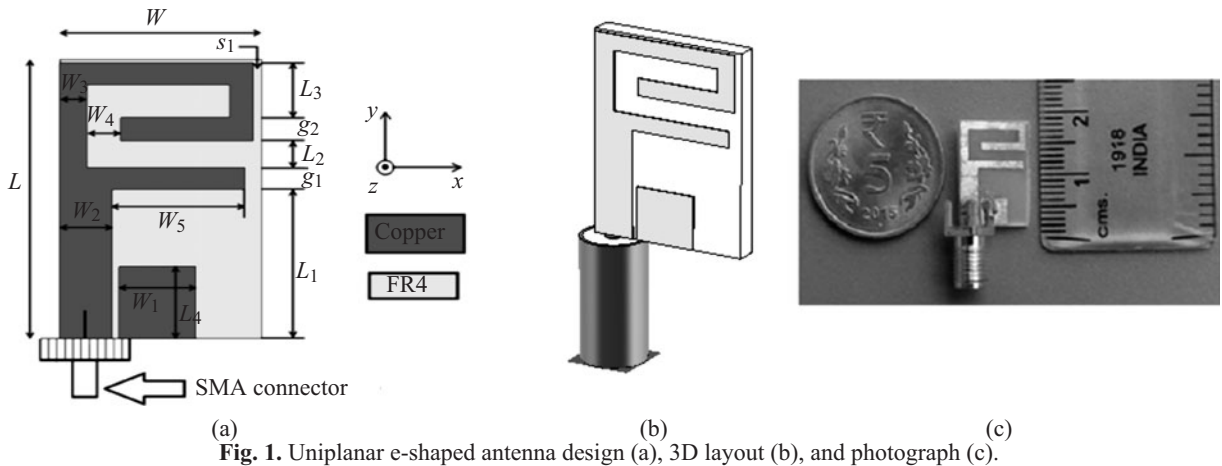 W
s1
W3
L3
W4
g2
y
L2
L
g1
z
x
W2
W5
Copper
L1
FR4
W1
L4
SMA connector
5
2015
2
1
1918
INDIA
cms.
(a)
(b)
(c)
Fig. 1. Uniplanar e-shaped antenna design (a), 3D layout (b), and photograph (c).